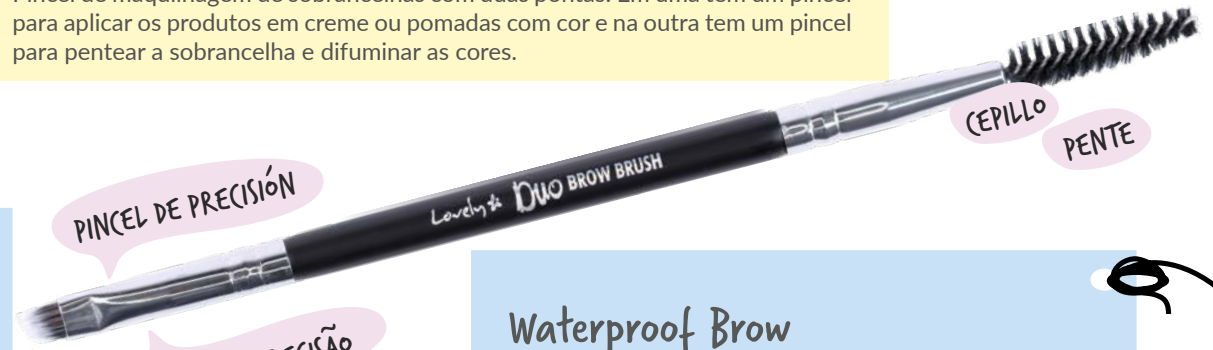 para aplicar os produtos em creme ou pomadas com cor e na outra tem um pincel
para pentear a sobrancelha e difuminar as cores.
CEPILLO
PENTE
PINCEL DE PRECISIÓN
Lovely
DUO BROW BRUSH
Waterproof Brow